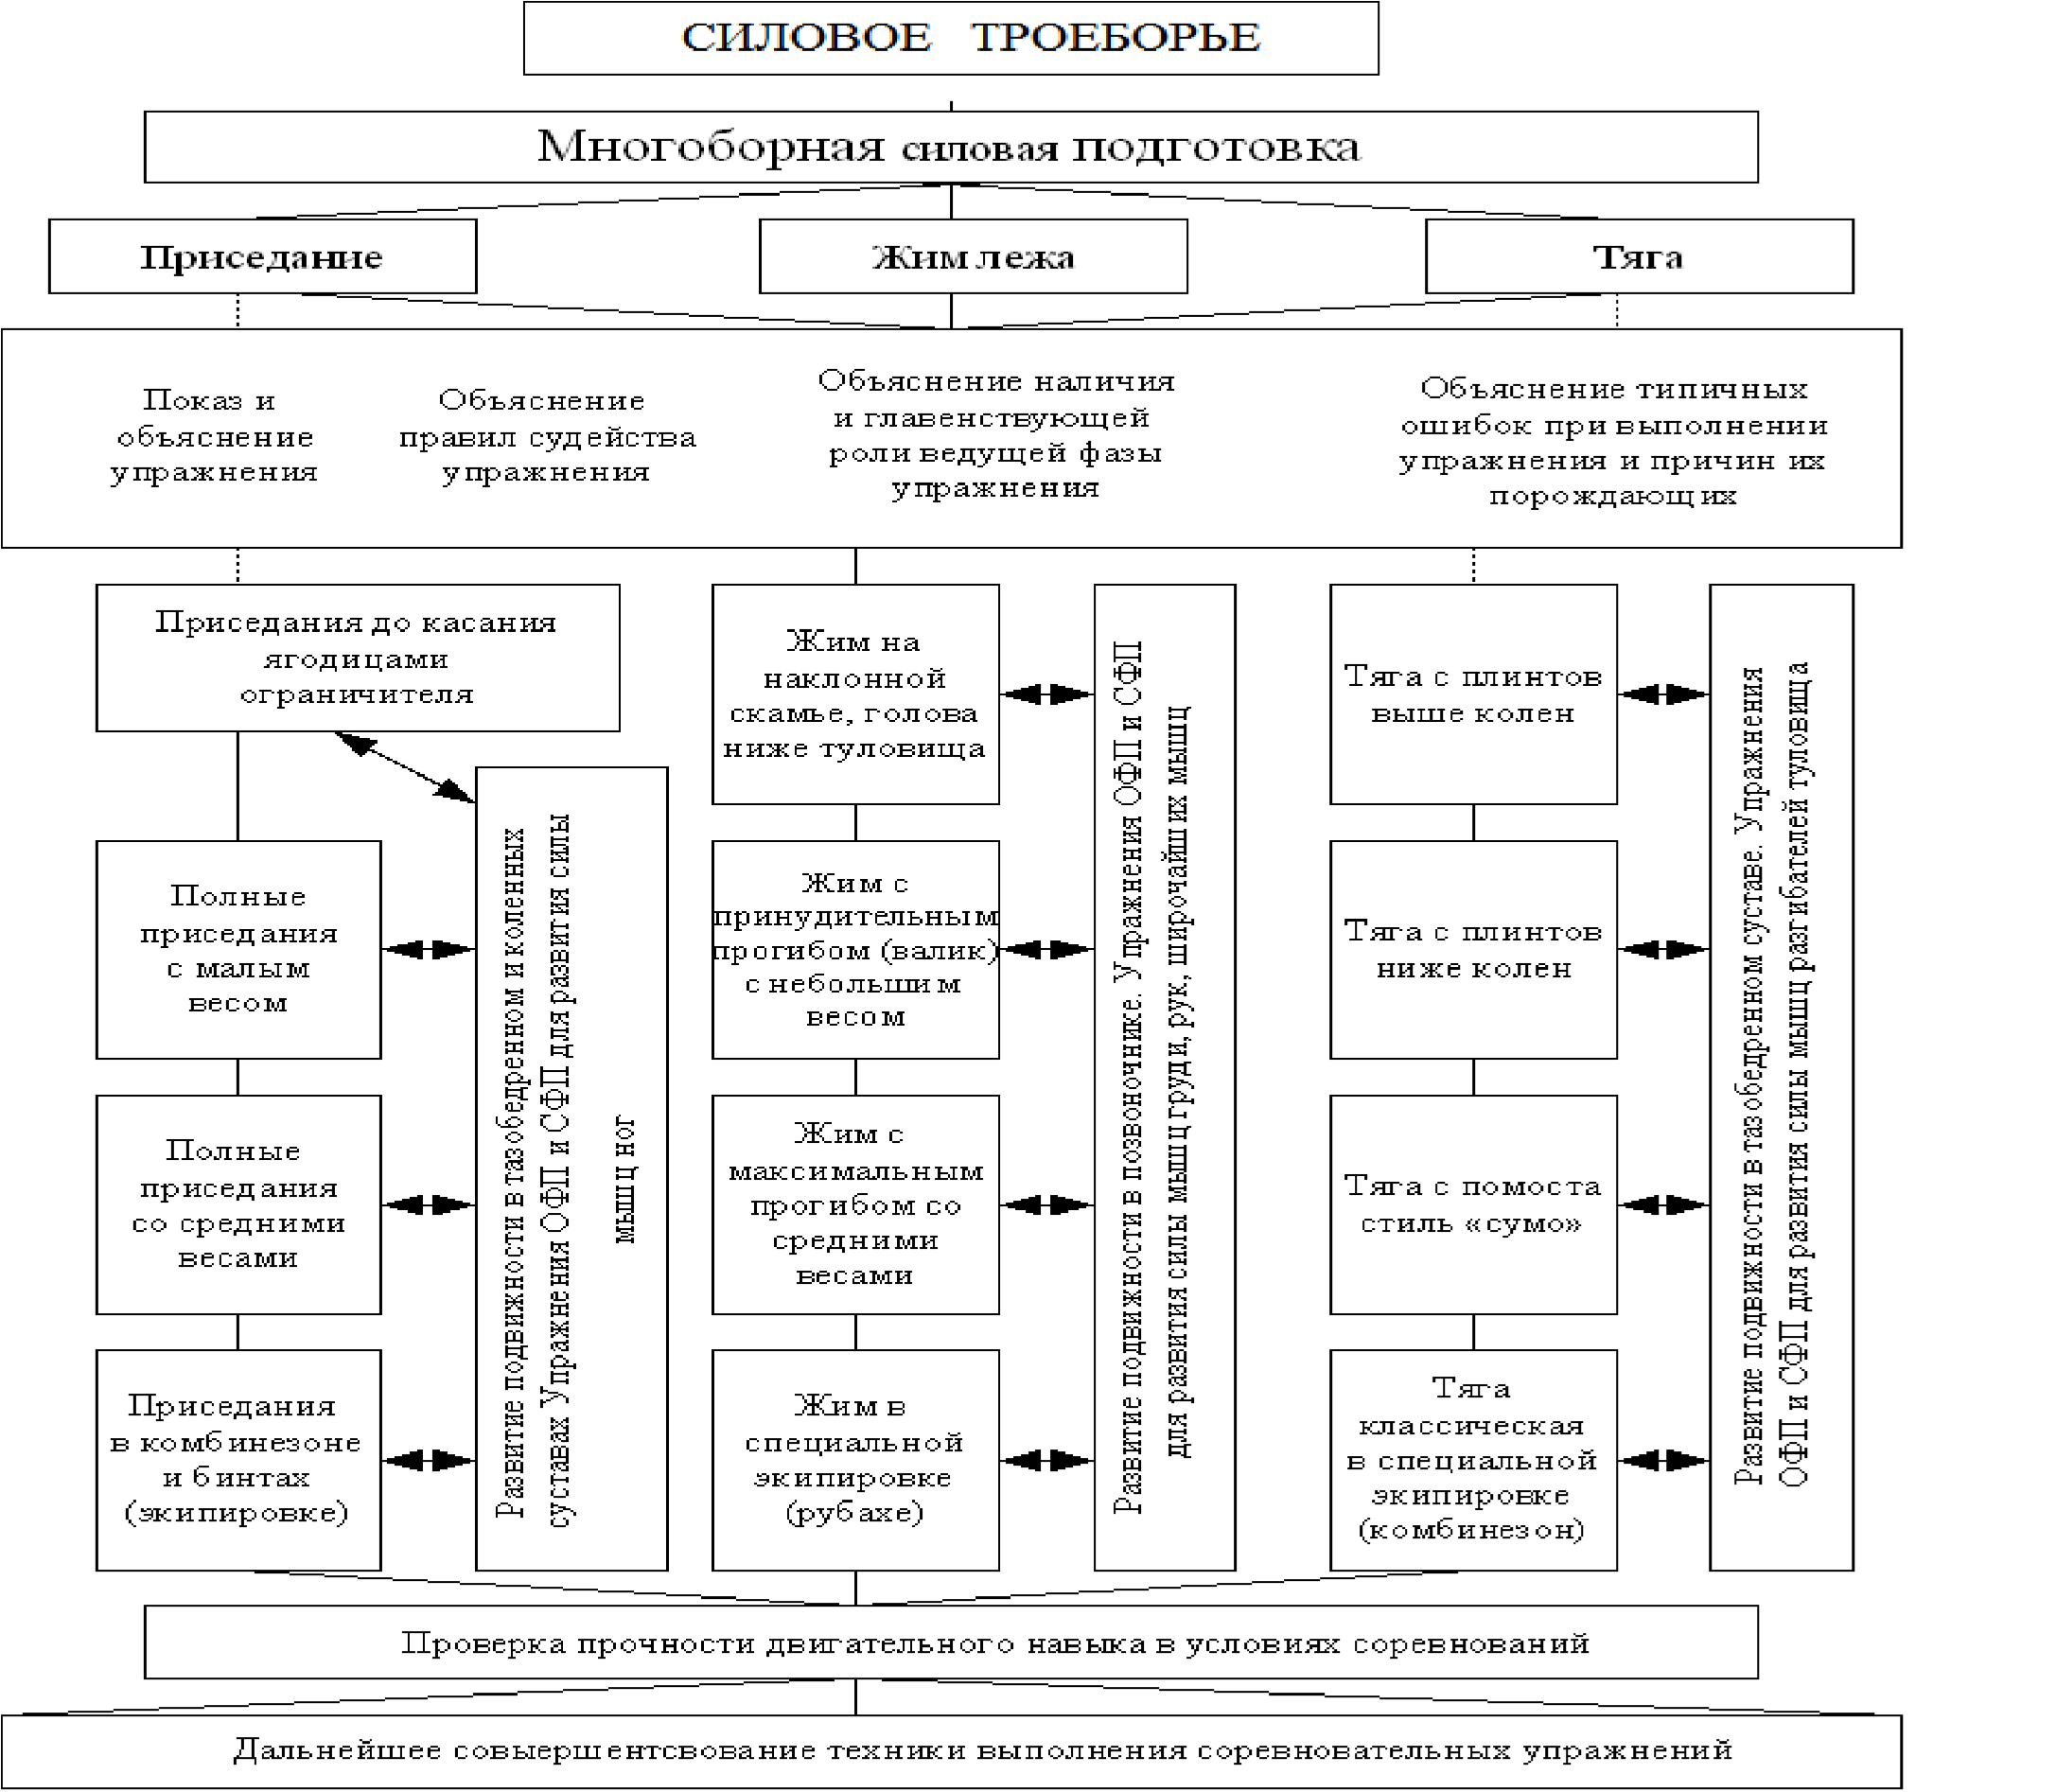 СИЛОВОЕ ТРОЕБОРЬЕ
Многоборная силовая подготовка
Приседание
Жим лежа
Тяга
Показ и
объяснение
упражнения
Объяснение
правил судейства
упражнения
Объяснение наличия
и главенствующей
роли ведущей фазы
упражнения
Объяснение типичных
ошибок при выполнении
упражнения и причин их
порождающих
Приседания до касания
ягодицами
ограничителя
Полные
приседания
с малым
весом
Полные
приседания
со средними
весами
Приседания
в комбинезоне
и бинтах
(экипировке)
Развитие подвижности в тазобедренном и коленных
суставах Упражнения ОФП и СФП для развития силы
мышц ног
Жим на
наклонной
скамье, голова
ниже туловища
Жим с
принудительным
прогибом (валик)
с небольшим
весом
Жим с
максимальным
прогибом со
средними
весами
Жим в
специальной
экипировке
(рубахе)
Развитие подвижности в позвоночнике. Упражнения ОФП и СФП
для развития силы мышц груди, рук, широчайших мышц
Тяга с плинтов
выше колен
Тяга с плинтов
ниже колен
Тяга с помоста
стиль «сумо»
Тяга
классическая
в специальной
экипировке
(комбинезон)
Развитие подвижности в тазобедренном суставе. Упражнения
ОФП и СФП для развития силы мышц разгибателей туловища
Проверка прочности двигательного навыка в условиях соревнований
Дальнейшее совыершентсвование техники выполнения соревновательных упражнений